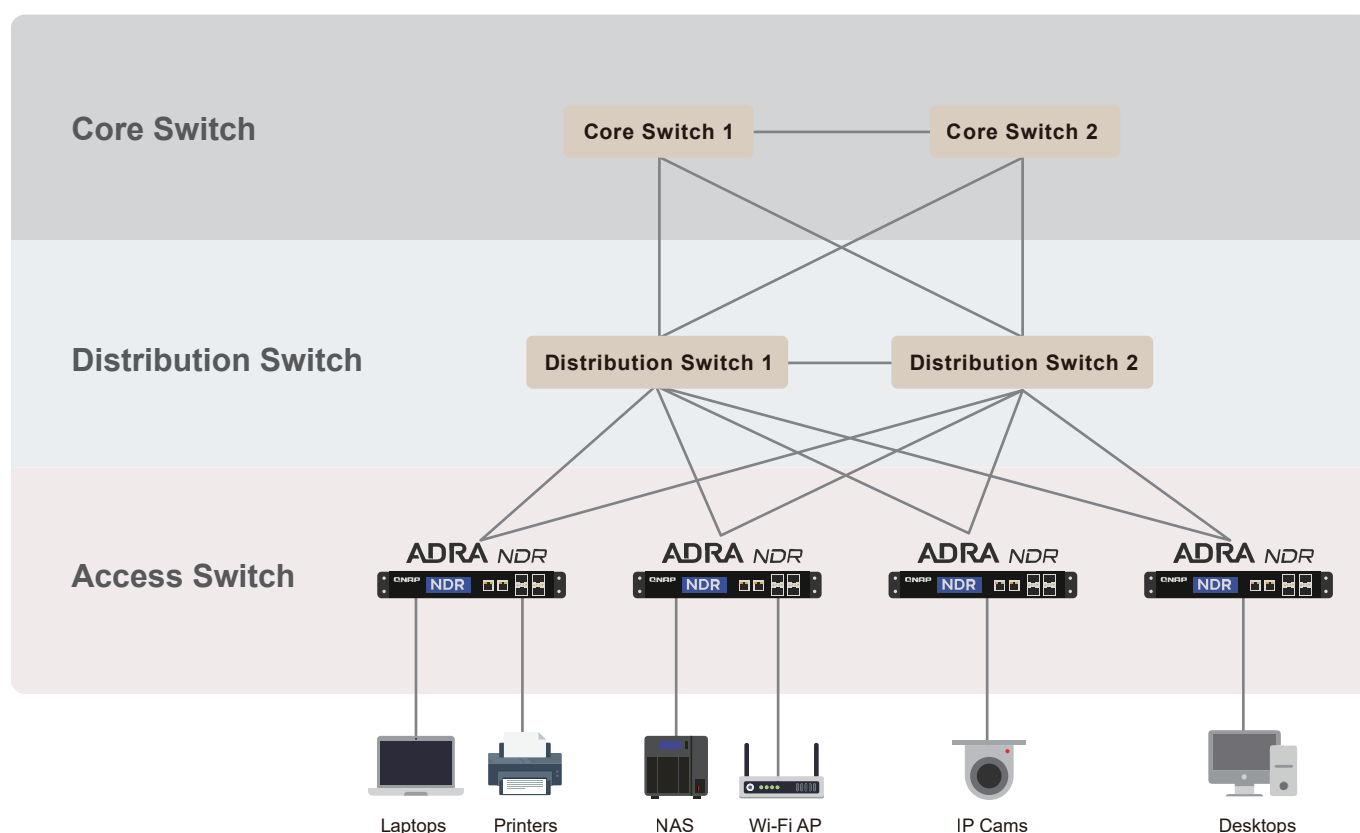 Core Switch
Core Switch 1
Core Switch 2
Distribution Switch
Distribution Switch 1
Distribution Switch 2
Access Switch
ADRA NDR
ADRA NDR
ADRA NDR
ADRA NDR
QNAP NDR
QNAP NDR
QNAP NDR
QNAP NDR
Laptops
Printers
NAS
Wi-Fi AP
IP Cams
Desktops